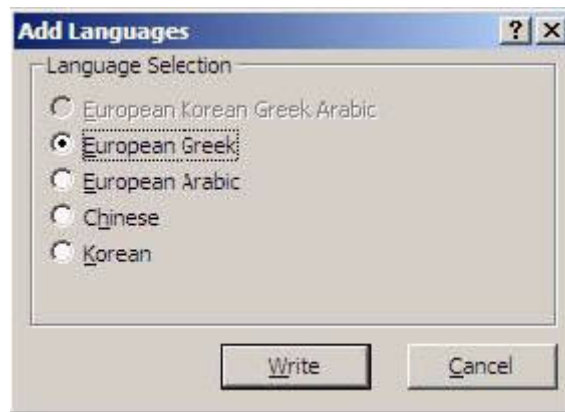 Add Languages
Language Selection
European Korean Greek Arabic
European Greek
European Arabic
Chinese
Korean
Write Cancel